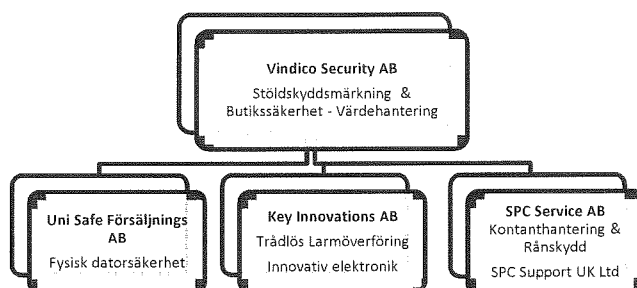 Vindico Security AB
Stöldskyddsmärkning &
Butikssäkerhet - Värdehantering
Uni Safe Försäljnings
AB
Fysisk datorsäkerhet
Key Innovations AB
Trådlös Larmöverföring
Innovativ elektronik
SPC Service AB
Kontanthantering &
Rånskydd
SPC Support UK Ltd